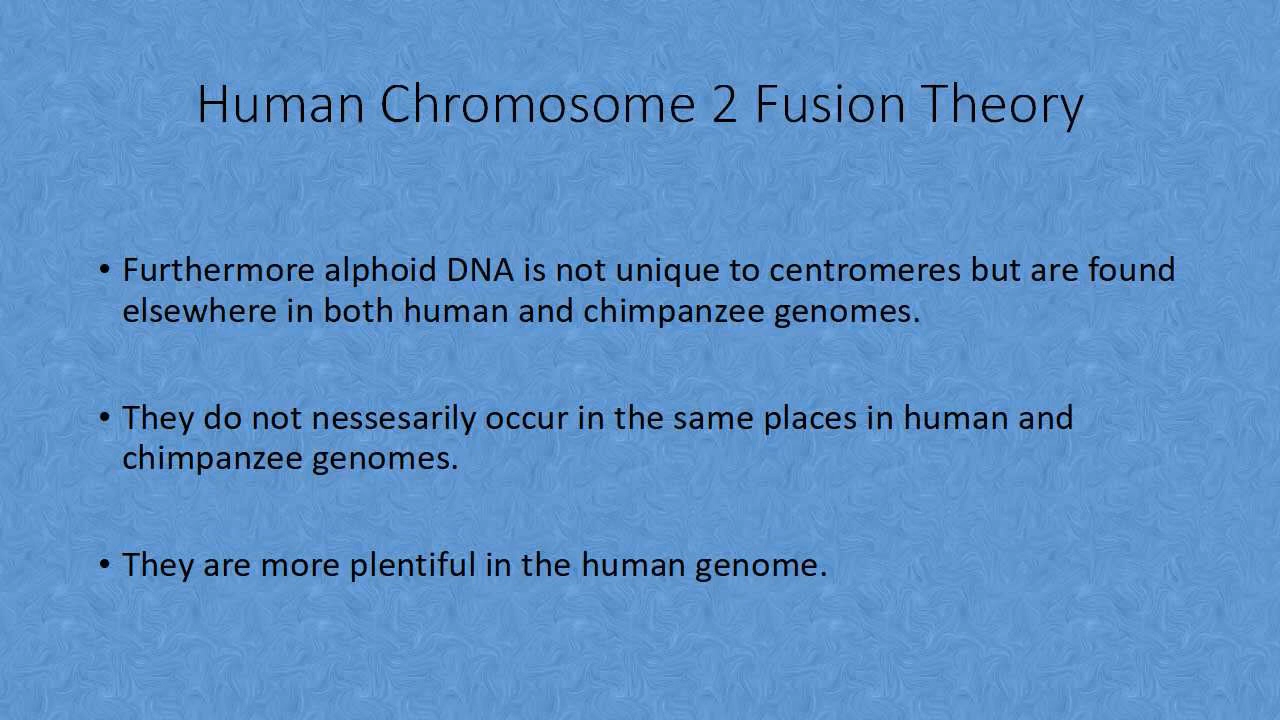 Human Chromosome 2 Fusion Theory
• Furthermore alphoid DNA is not unique to centromeres but are found
elsewhere in both human and chimpanzee genomes.
• They do not nessesarily occur in the same places in human and
chimpanzee genomes.
• They are more plentiful in the human genome.